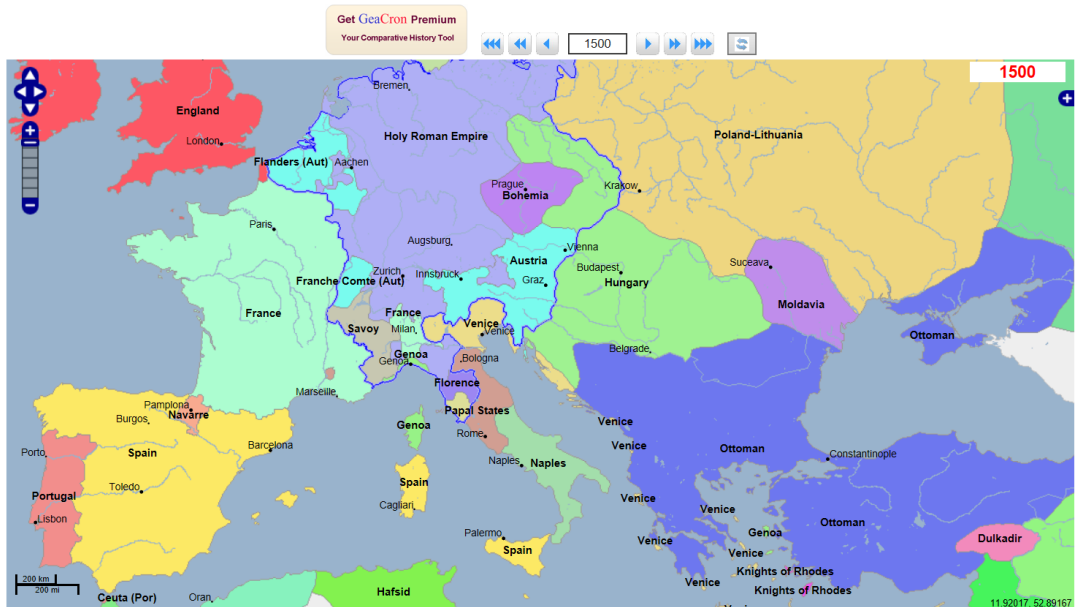 Get GeaCron Premium
Your Comparative History Tool
1500
1500
Bremen
England
Holy Roman Empire
Poland-Lithuania
London
Flanders (Aut)
Aachen
Prague
Bohemia
Krakow
Paris
Augsburg
Vienna
Austria
Suceava
Zurich
Innsbruck
Budapest
Franche Comte (Aut)
Graz
Hungary
Moldavia
France
France
Savoy
Milan
Venice
Venice
Ottoman
Genoa
Genoa
Bologna
Belgrade
Florence
Marseille
Pamplona
Navarre
Papal States
Burgos
Genoa
Venice
Rome
Barcelona
Venice
Porto
Spain
Ottoman
Constantinople
Naples
Naples
Toledo
Spain
Portugal
Cagliari
Venice
Venice
Lisbon
Ottoman
Palermo
Genoa
Venice
Dulkadir
Spain
Venice
Knights of Rhodes
200 km
200 mi
Venice
Knights of Rhodes
Hafsid
Ceuta (Por)
Oran
11.92017, 52.89167